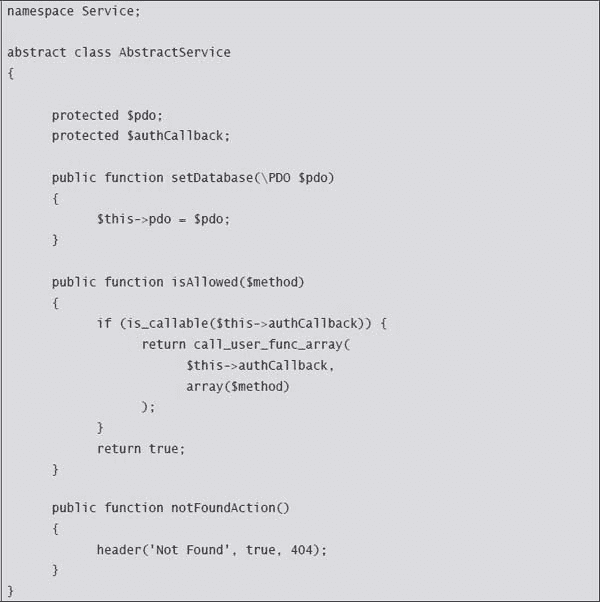 namespace Service;

abstract class AbstractService
{

      protected $pdo;
      protected $authCallback;

      public function setDatabase(\PDO $pdo)
      {
            $this->pdo = $pdo;
      }

      public function isAllowed($method)
      {
            if (is_callable($this->authCallback)) {
                  return call_user_func_array(
                        $this->authCallback,
                        array($method)
                  );
            }
            return true;
      }

      public function notFoundAction()
      {
            header('Not Found', true, 404);
      }
}